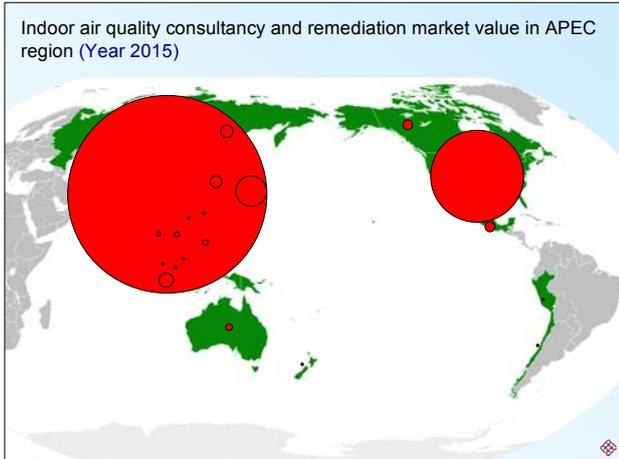 Indoor air quality consultancy and remediation market value in APEC
region (Year 2015)